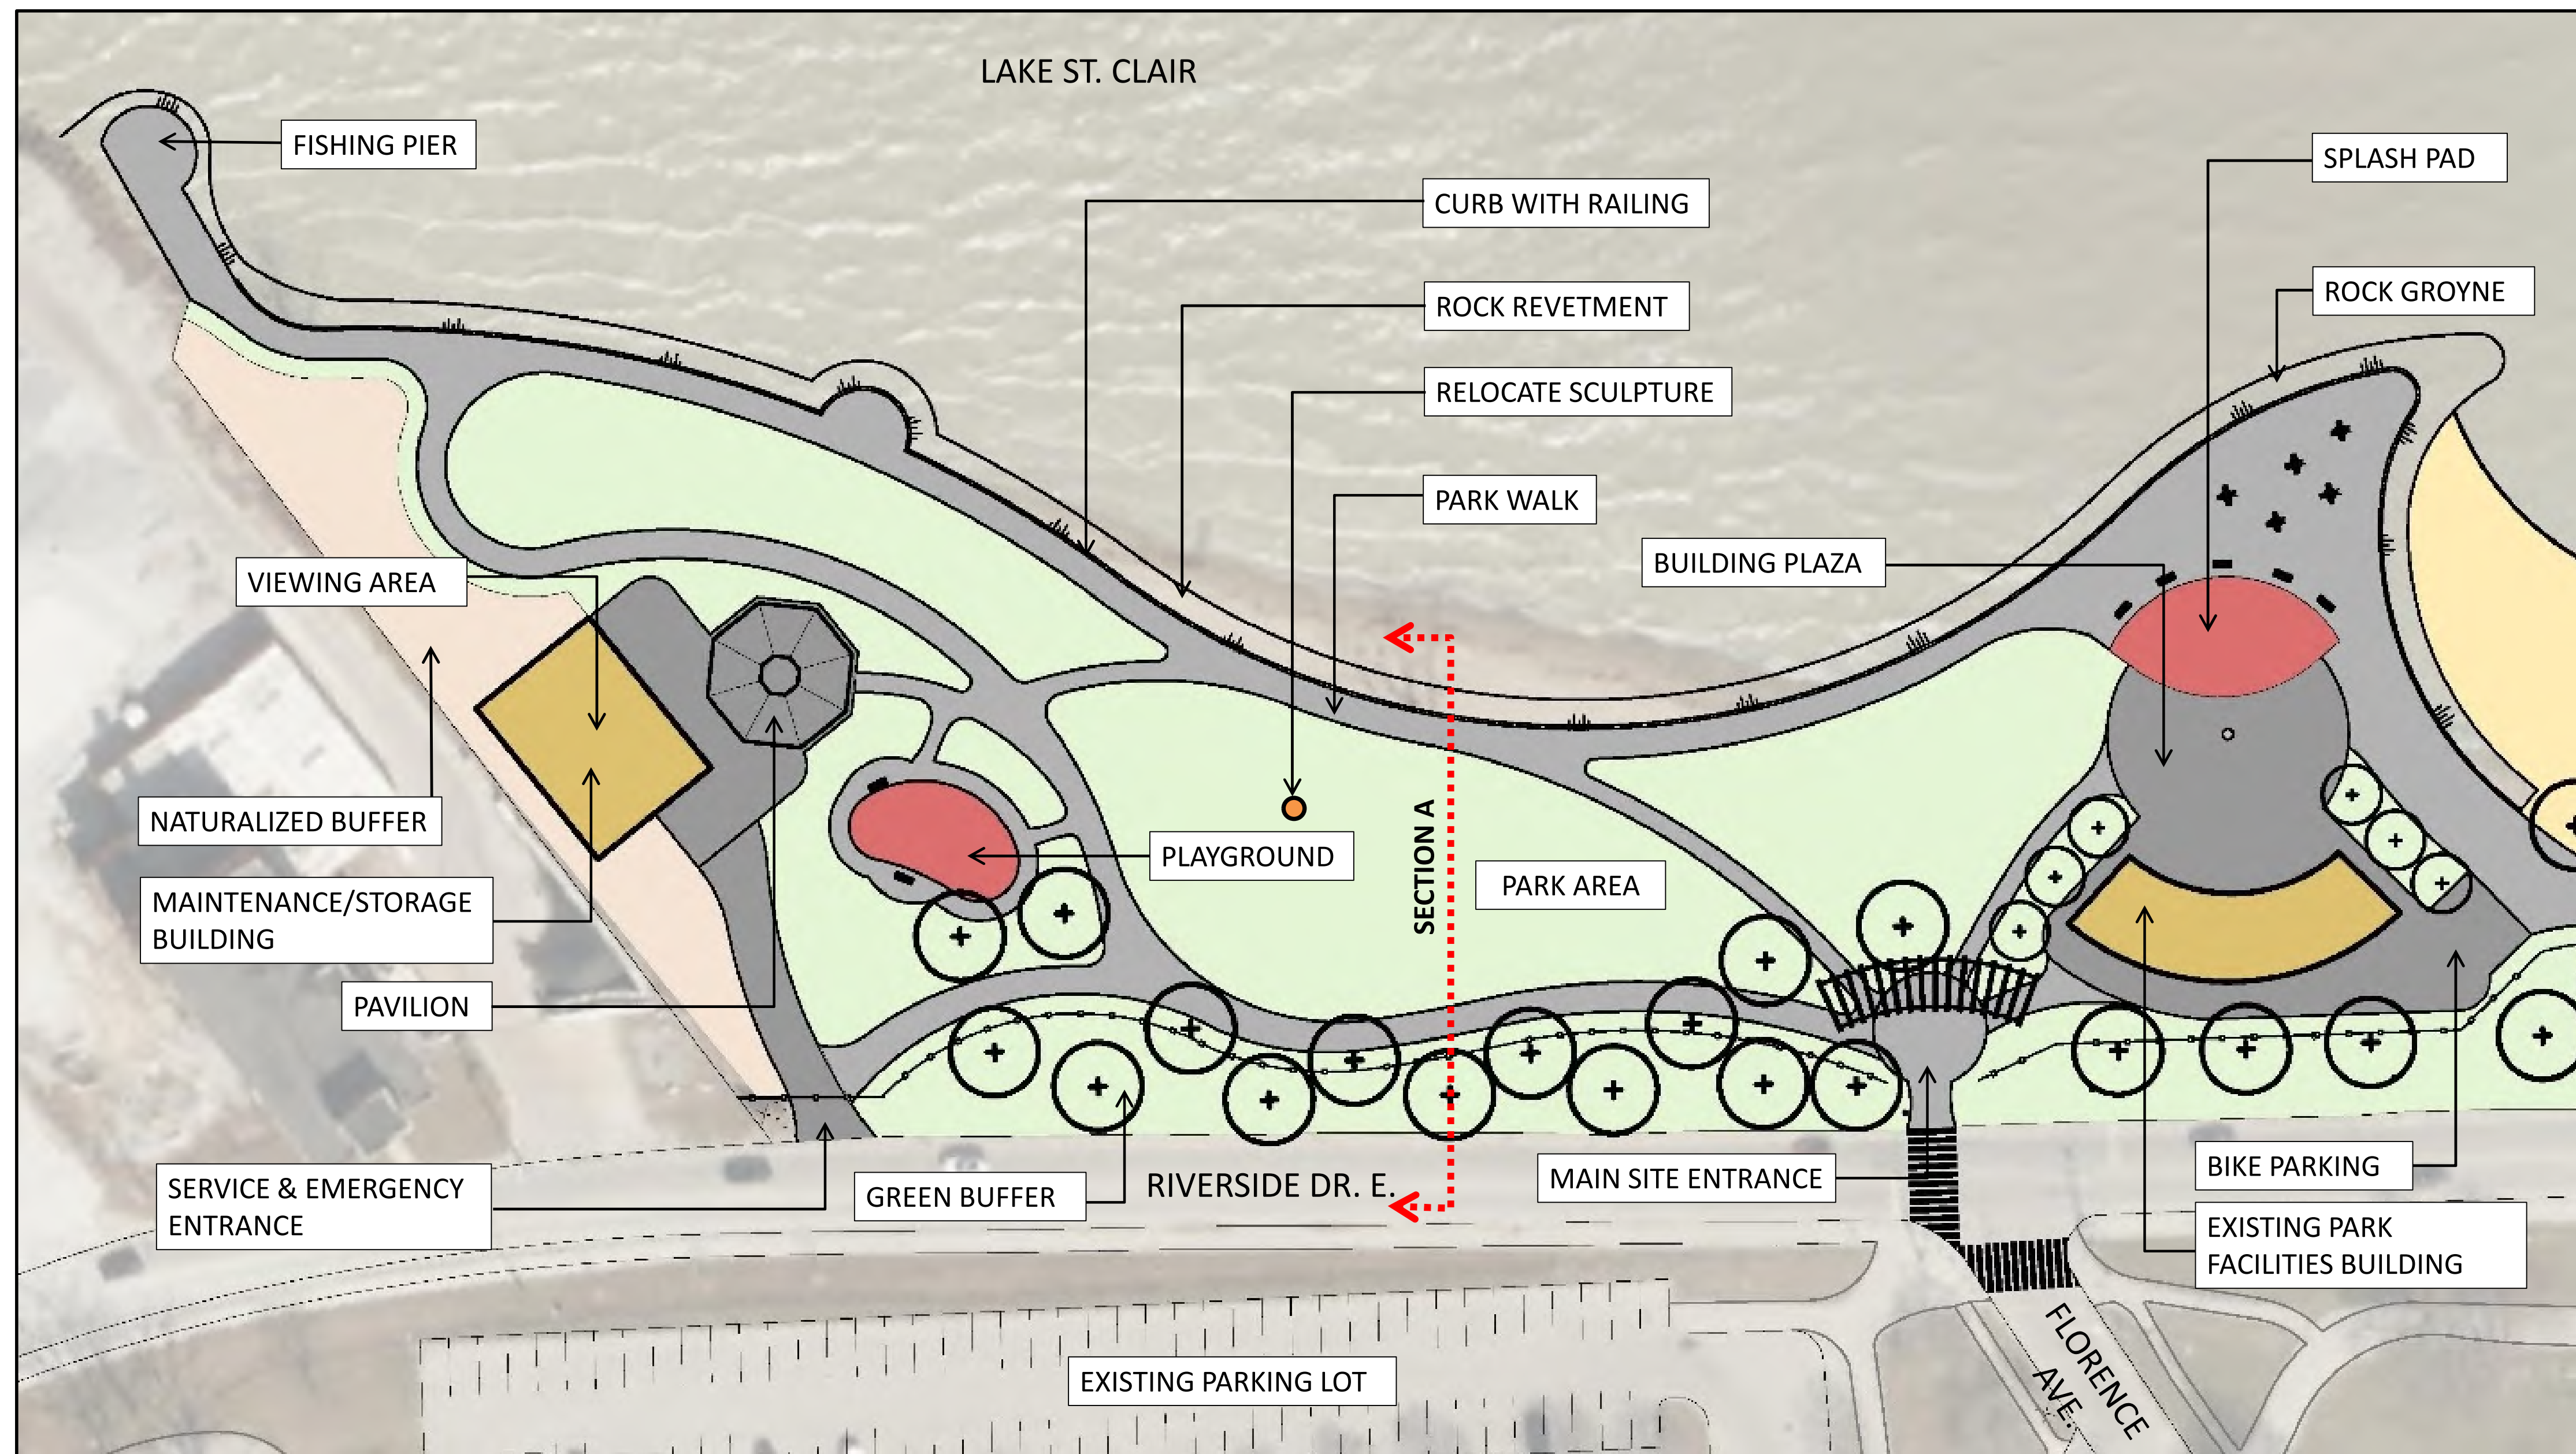 LAKE ST. CLAIR
FISHING PIER
SPLASH PAD
CURB WITH RAILING
ROCK GROYNE
ROCK REVETMENT
RELOCATE SCULPTURE
PARK WALK
BUILDING PLAZA
VIEWING AREA
NATURALIZED BUFFER
PLAYGROUND
SECTION A
PARK AREA
MAINTENANCE/STORAGE
BUILDING
PAVILION
SERVICE & EMERGENCY
ENTRANCE
GREEN BUFFER
RIVERSIDE DR. E.
MAIN SITE ENTRANCE
BIKE PARKING
EXISTING PARK
FACILITIES BUILDING
EXISTING PARKING LOT
FLORENCE
AVE.